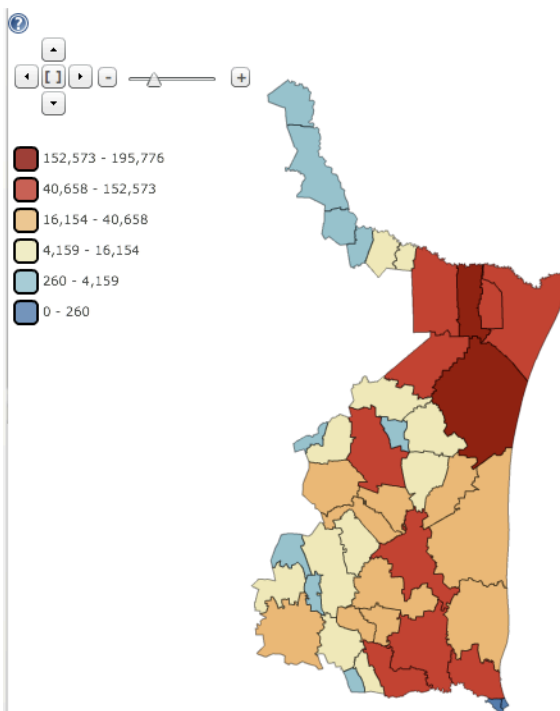 ?
[ ]
-
+
152,573 - 195,776
40,658 - 152,573
16,154 - 40,658
4,159 - 16,154
260 - 4,159
0 - 260